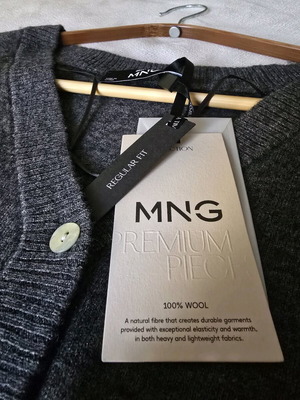 MNG
REGULAR FIT
MNG
PREMIUM
PIECE
100% WOOL
A natural fibre that creates durable garments
provided with exceptional elasticity and warmth,
in both heavy and lightweight fabrics.